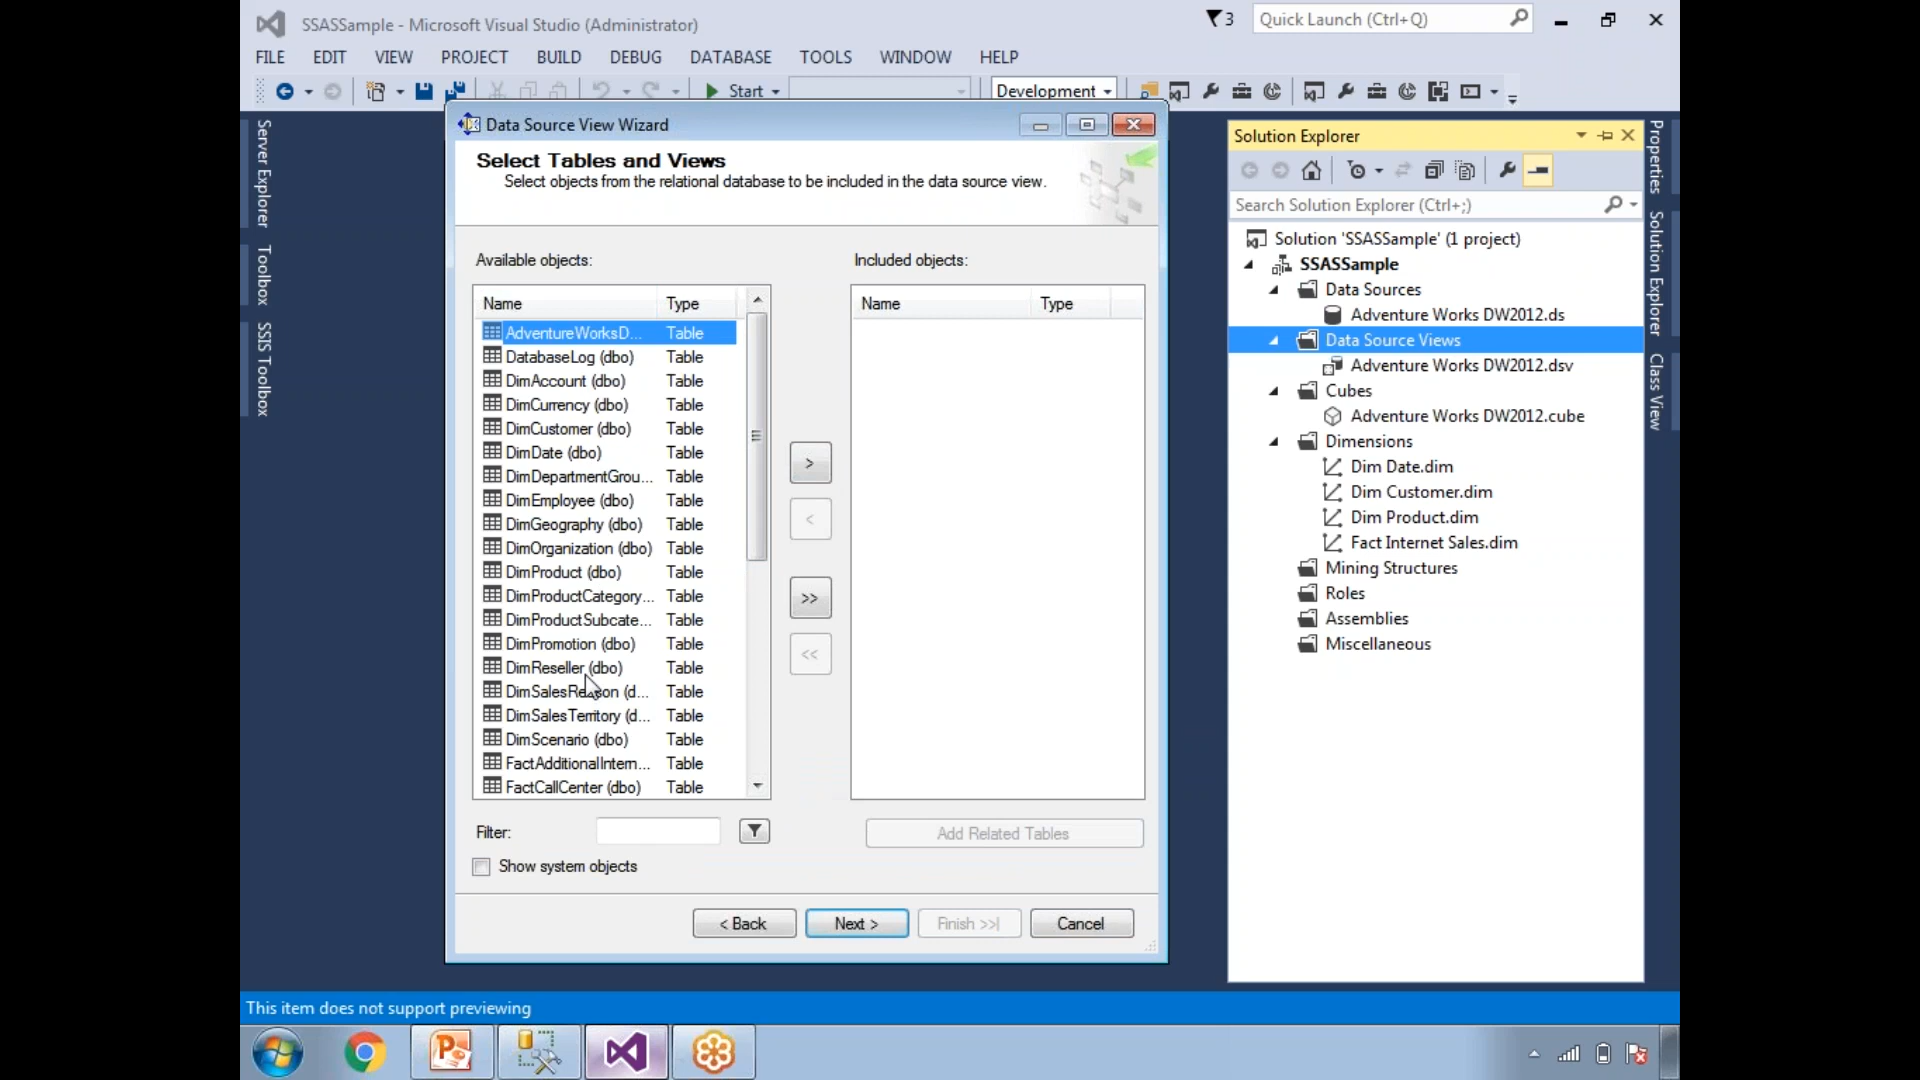 SSASSample - Microsoft Visual Studio (Administrator)
3
Quick Launch (Ctrl+Q)
FILE EDIT VIEW PROJECT BUILD DEBUG DATABASE TOOLS WINDOW HELP
Start
Development
Server Explorer
Toolbox
SSIS Toolbox
Data Source View Wizard
Select Tables and Views
Select objects from the relational database to be included in the data source view.
Available objects:
Name Type
AdventureWorksD... Table
DatabaseLog (dbo) Table
DimAccount (dbo) Table
DimCurrency (dbo) Table
DimCustomer (dbo) Table
DimDate (dbo) Table
DimDepartmentGrou... Table
DimEmployee (dbo) Table
DimGeography (dbo) Table
DimOrganization (dbo) Table
DimProduct (dbo) Table
DimProductCategory... Table
DimProductSubcate... Table
DimPromotion (dbo) Table
DimReseller (dbo) Table
DimSalesReason (d... Table
DimSalesTerritory (d... Table
DimScenario (dbo) Table
FactAdditionalIntern... Table
FactCallCenter (dbo) Table
>
<
>>
<<
Included objects:
Name Type
Filter:
Add Related Tables
Show system objects
< Back
Next >
Finish >>|
Cancel
Solution Explorer
Search Solution Explorer (Ctrl+;)
Solution 'SSASSample' (1 project)
SSASSample
Data Sources
Adventure Works DW2012.ds
Data Source Views
Adventure Works DW2012.dsv
Cubes
Adventure Works DW2012.cube
Dimensions
Dim Date.dim
Dim Customer.dim
Dim Product.dim
Fact Internet Sales.dim
Mining Structures
Roles
Assemblies
Miscellaneous
Properties
Solution Explorer
Class View
This item does not support previewing